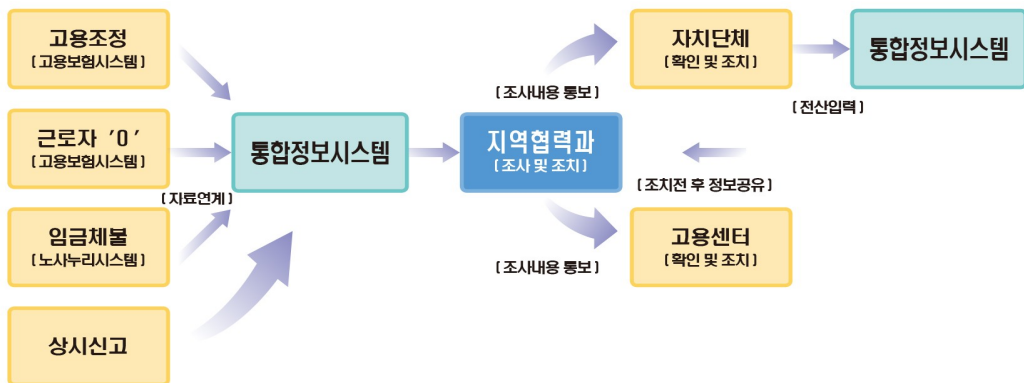 고용조정
[고용보험시스템]
근로자 '0'
[고용보험시스템]
임금체불
[노사누리시스템]
상시신고
[자료연계]
통합정보시스템
지역협력과
[조사 및 조치]
[조사내용 통보]
[조사내용 통보]
자치단체
[확인 및 조치]
[조치전 후 정보공유]
고용센터
[확인 및 조치]
[전산입력]
통합정보시스템